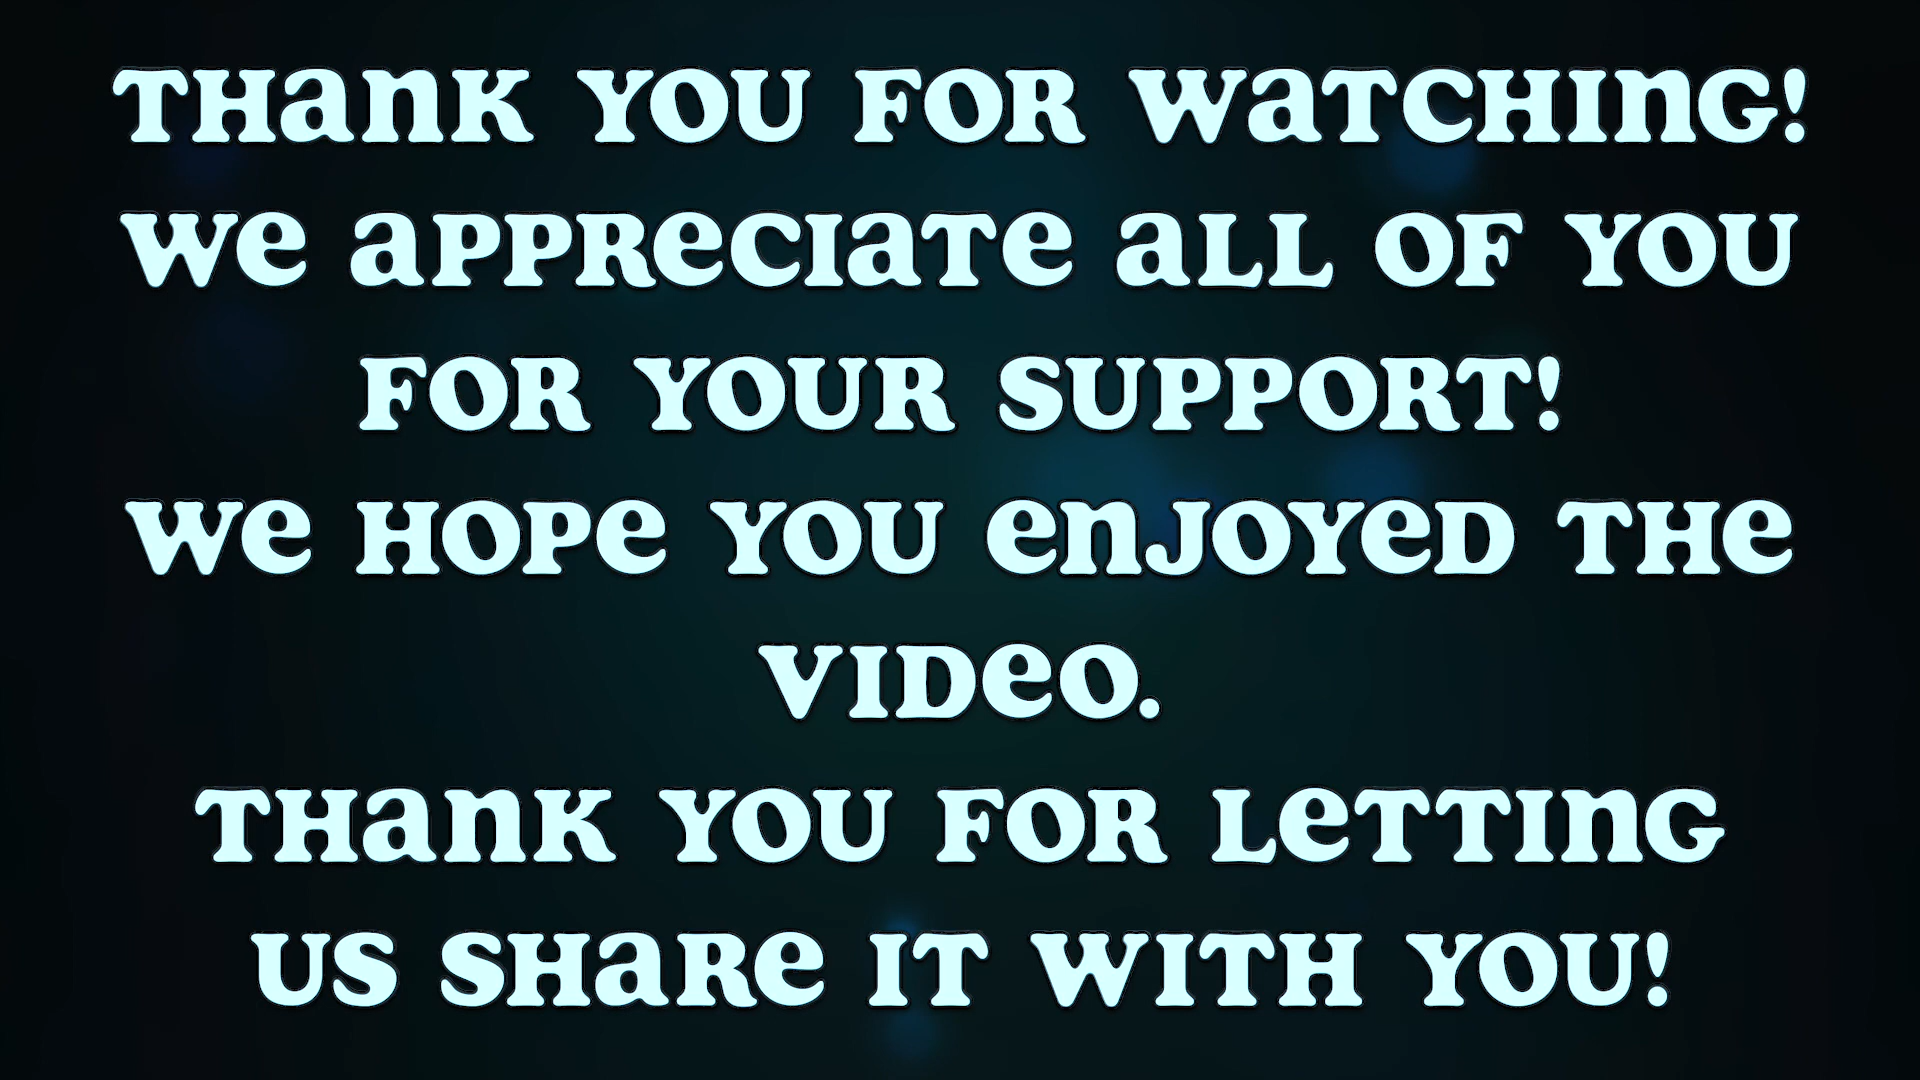 THank YOU FOR WaTCHInG!
We aPPReCIaTe aLL OF YOU
FOR YOUR SUPPORT!
We HOPe YOU enJOYeD THe
VIDeO.
THank YOU FOR LeTTInG
US SHaRe IT WITH YOU!